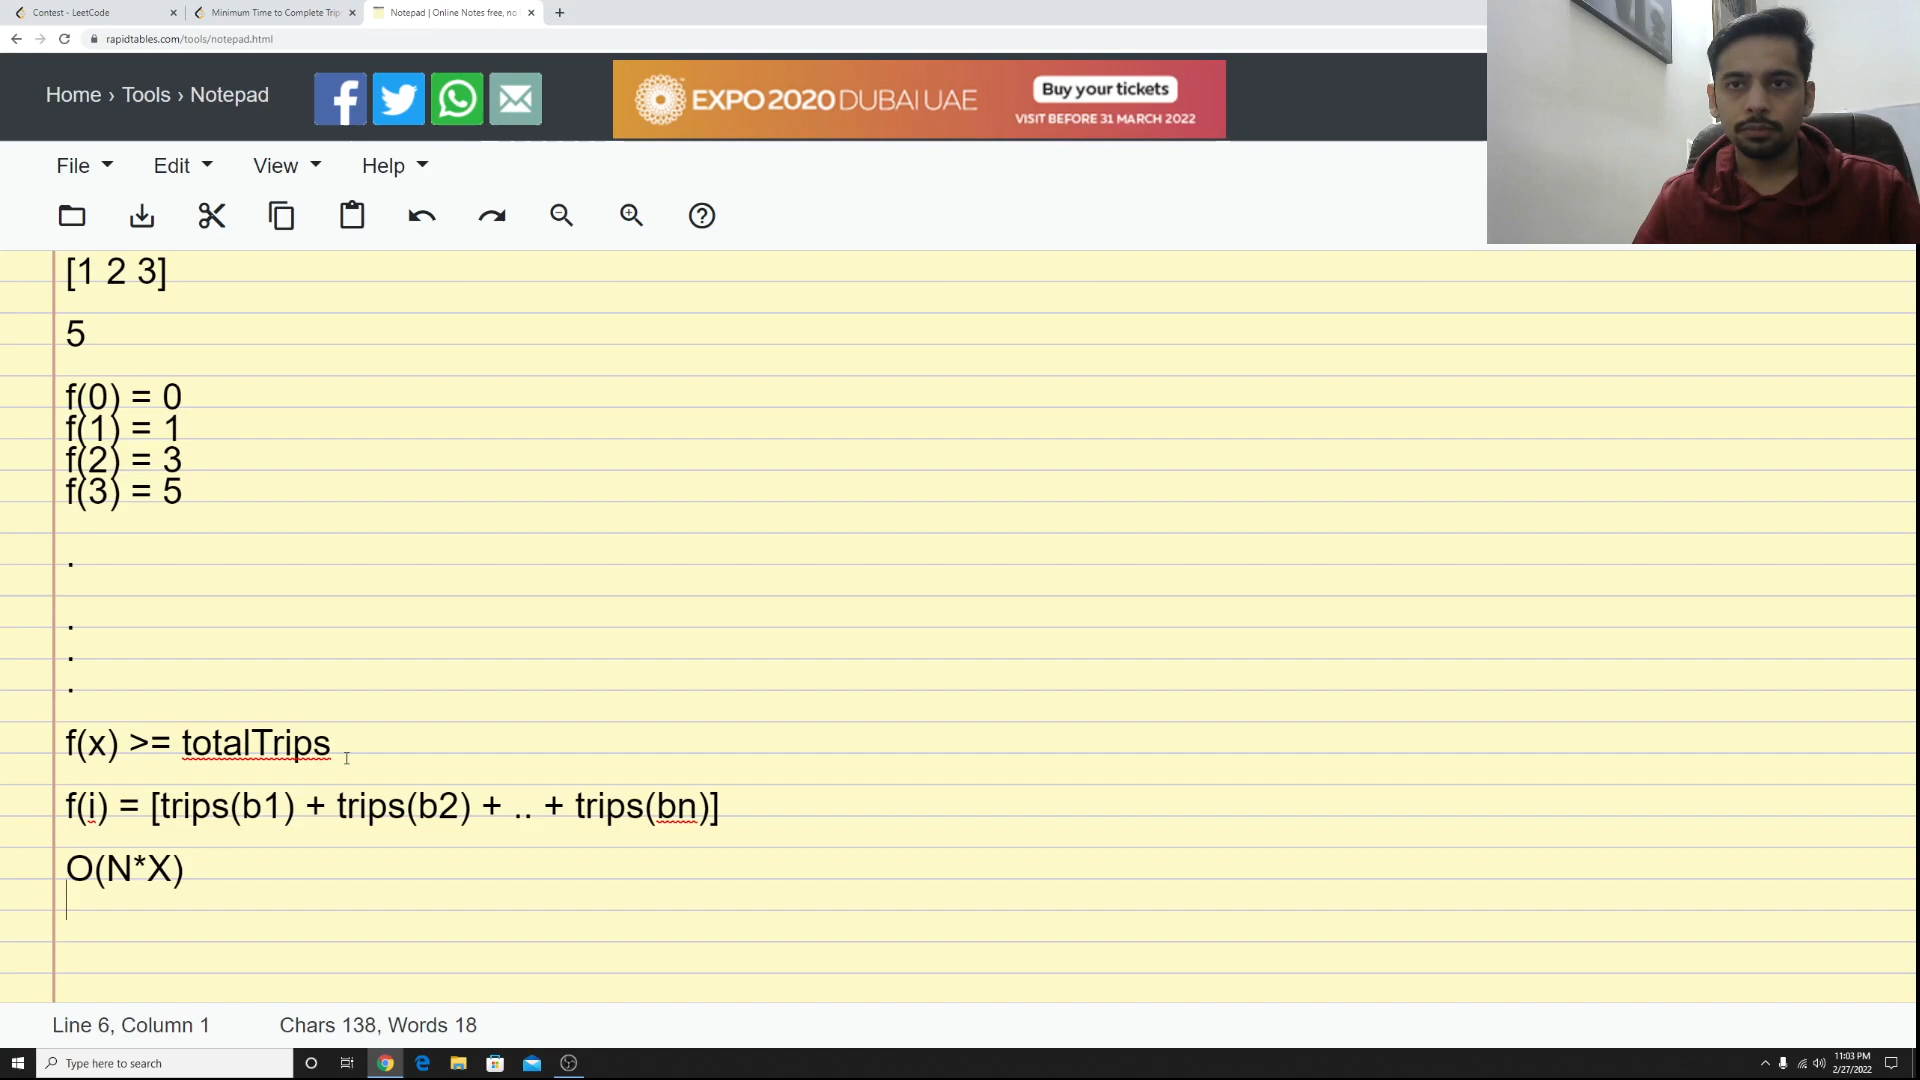 Contest - LeetCode
Minimum Time to Complete Trip
Notepad | Online Notes free, no
rapidtables.com/tools/notepad.html
Home › Tools › Notepad
EXPO 2020 DUBAI UAE
Buy your tickets
VISIT BEFORE 31 MARCH 2022
File Edit View Help
[1 2 3]
5
f(0) = 0
f(1) = 1
f(2) = 3
f(3) = 5
.
.
.
.
f(x) >= totalTrips
f(i) = [trips(b1) + trips(b2) + .. + trips(bn)]
O(N*X)
Line 6, Column 1 Chars 138, Words 18
Type here to search
11:03 PM
2/27/2022